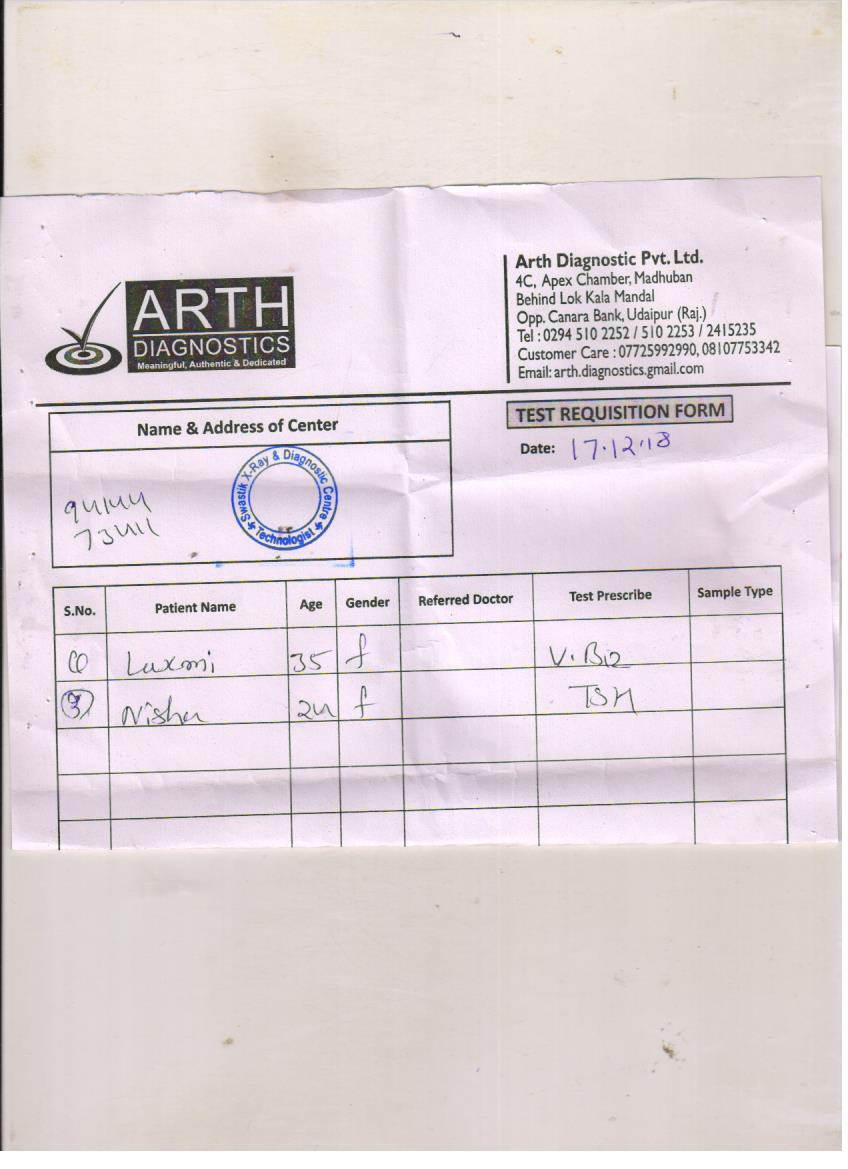 ARTH
DIAGNOSTICS
Meaningful, Authentic & Dedicated
Arth Diagnostic Pvt. Ltd.
4C, Apex Chamber, Madhuban
Behind Lok Kala Mandal
Opp. Canara Bank, Udaipur (Raj.)
Tel : 0294 510 2252 / 510 2253 / 2415235
Customer Care : 07725992990, 08107753342
Email: arth.diagnostics.gmail.com
Name & Address of Center
TEST REQUISITION FORM
Date: 17.12.18
Swastik X-Ray & Diagnostic Centre
Technologist
S.No. Patient Name Age Gender Referred Doctor Test Prescribe Sample Type
Luxmi 35 f V. B12
3 Nisha 24 f TSH